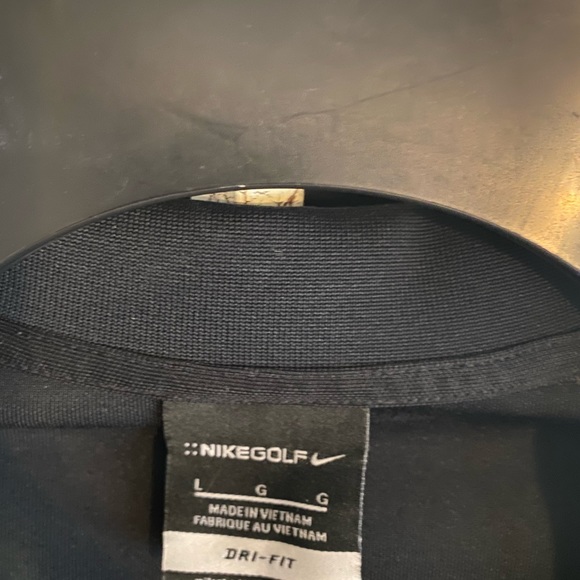 NIKEGOLF
L G G
MADE IN VIETNAM
FABRIQUE AU VIETNAM
DRI-FIT